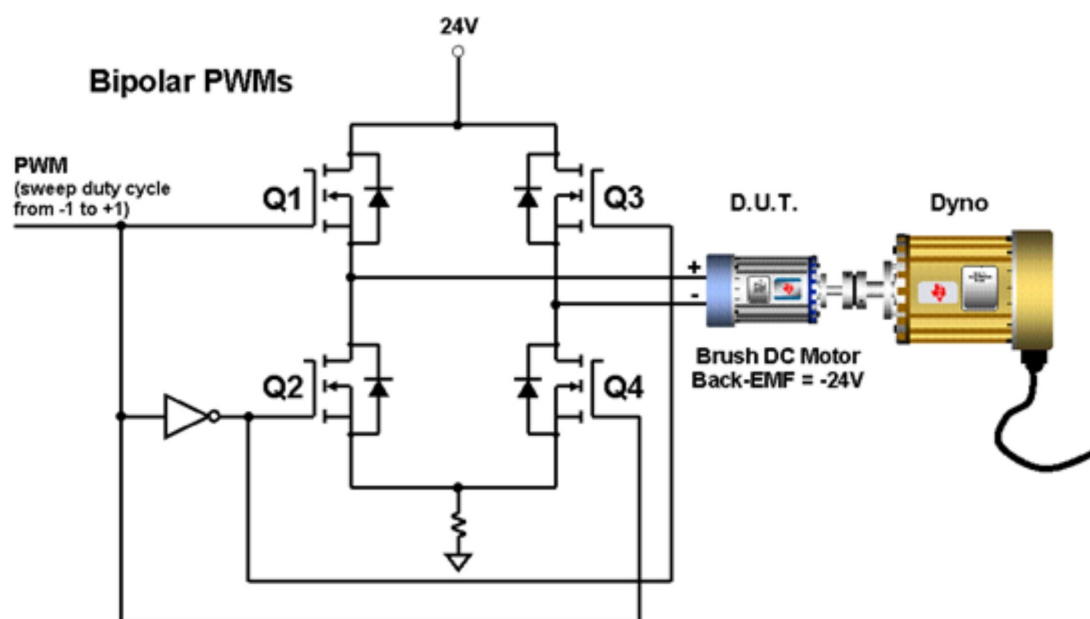 24V
Bipolar PWMs
PWM
(sweep duty cycle
from -1 to +1)
Q1
Q3
D.U.T.
Dyno
+
-
Q2
Q4
Brush DC Motor
Back-EMF = -24V